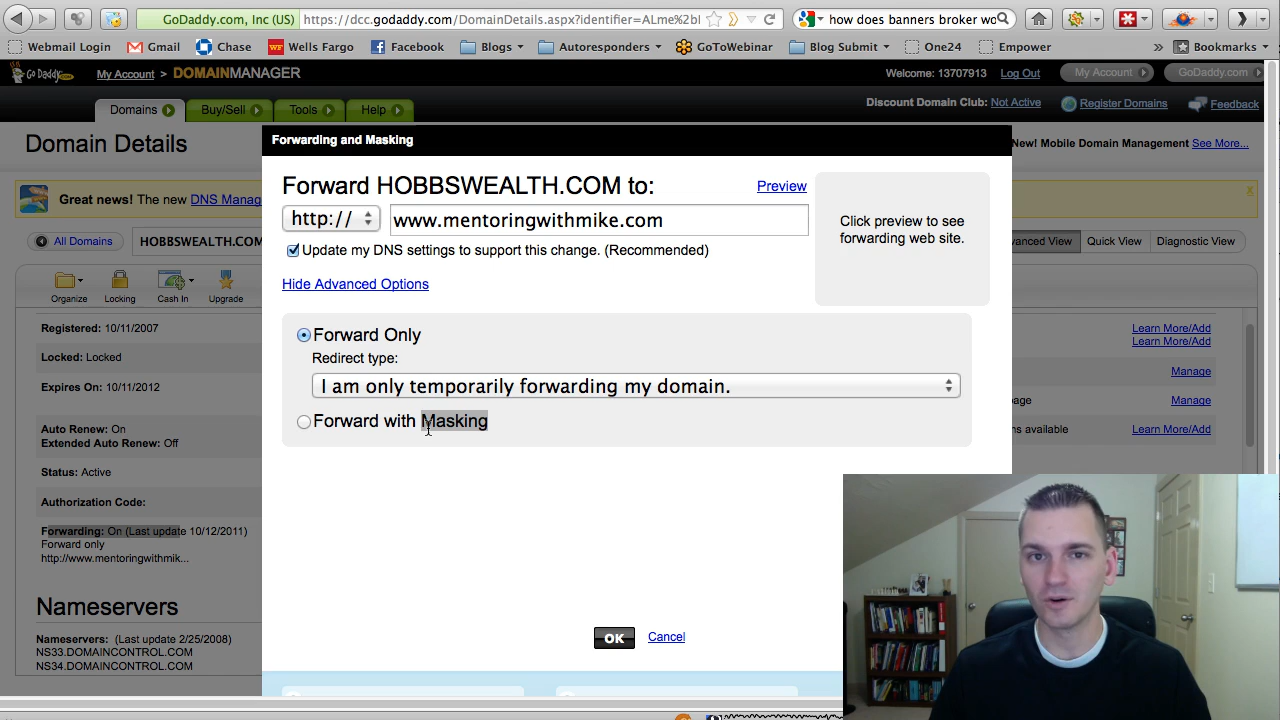 GoDaddy.com, Inc (US)
https://dcc.godaddy.com/DomainDetails.aspx?identifier=ALme%2bl
how does banners broker wo
Webmail Login
Gmail
Chase
Wells Fargo
Facebook
Blogs
Autoresponders
GoToWebinar
Blog Submit
One24
Empower
»
Bookmarks
Go Daddy.com
My Account > DOMAINMANAGER
Welcome: 13707913
Log Out
My Account
GoDaddy.com
Domains
Buy/Sell
Tools
Help
Discount Domain Club: Not Active
Register Domains
Feedback
Domain Details
Forwarding and Masking
New! Mobile Domain Management See More...
Great news! The new DNS Manag
x
All Domains
HOBBSWEALTH.COM
vanced View
Quick View
Diagnostic View
Organize
Locking
Cash In
Upgrade
Forward HOBBSWEALTH.COM to:
Preview
http://
www.mentoringwithmike.com
Update my DNS settings to support this change. (Recommended)
Click preview to see
forwarding web site.
Hide Advanced Options
Forward Only
Redirect type:
I am only temporarily forwarding my domain.
Forward with Masking
OK
Cancel
Registered: 10/11/2007
Locked: Locked
Expires On: 10/11/2012
Auto Renew: On
Extended Auto Renew: Off
Status: Active
Authorization Code:
Forwarding: On (Last update 10/12/2011)
Forward only
http://www.mentoringwithmik...
Nameservers
Nameservers: (Last update 2/25/2008)
NS33.DOMAINCONTROL.COM
NS34.DOMAINCONTROL.COM
Learn More/Add
Learn More/Add
Manage
page
Manage
ns available
Learn More/Add